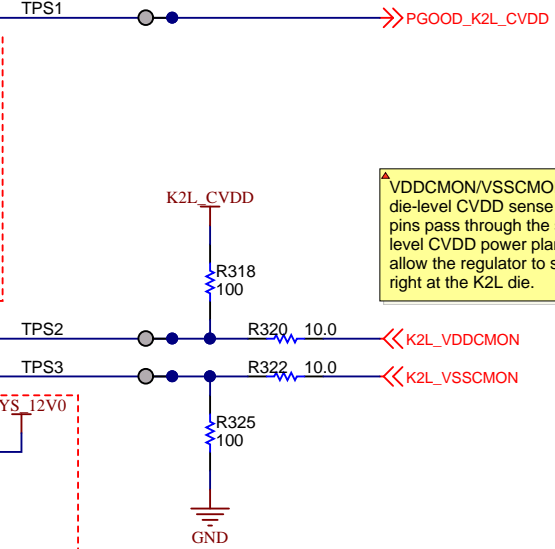 TPS1
PGOOD_K2L_CVDD
K2L_CVDD
VDDCMON/VSSCMO
die-level CVDD sense
pins pass through the
level CVDD power pla
allow the regulator to s
right at the K2L die.
R318
100
TPS2
R320 10.0
K2L_VDDCMON
TPS3
R322 10.0
K2L_VSSCMON
YS_12V0
R325
100
GND